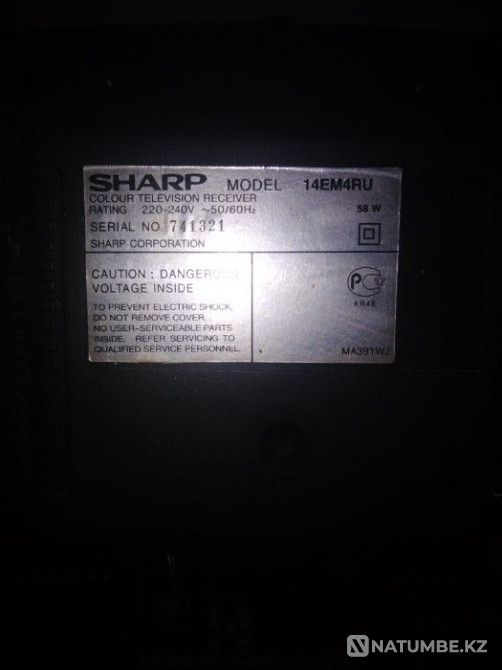 SHARP MODEL 14EM4RU
COLOUR TELEVISION RECEIVER
RATING 220-240V ~50/60Hz 58 W
SERIAL NO 741321
SHARP CORPORATION
CAUTION : DANGEROUS
VOLTAGE INSIDE
TO PREVENT ELECTRIC SHOCK,
DO NOT REMOVE COVER.
NO USER-SERVICEABLE PARTS
INSIDE. REFER SERVICING TO
QUALIFIED SERVICE PERSONNEL.
РСТ
АЯ46
MA391WJ
NATUMBE.KZ